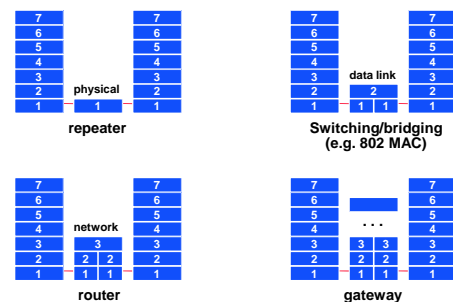 7 7
6 6
5 5
4 4
3 3
2 physical 2
1 1 1
repeater
7 7
6 6
5 5
4 4
3 data link 3
2 2 2
1 1 1 1
Switching/bridging
(e.g. 802 MAC)
7 7
6 6
5 5
4 network 4
3 3 3
2 2 2 2
1 1 1 1
router
7 7
6 6
5 5
4 . . . 4
3 3 3 3
2 2 2 2
1 1 1 1
gateway